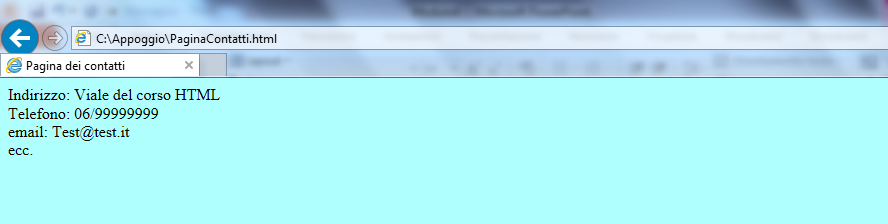 C:\Appoggio\PaginaContatti.html
Pagina dei contatti
Indirizzo: Viale del corso HTML
Telefono: 06/99999999
email: Test@test.it
ecc.